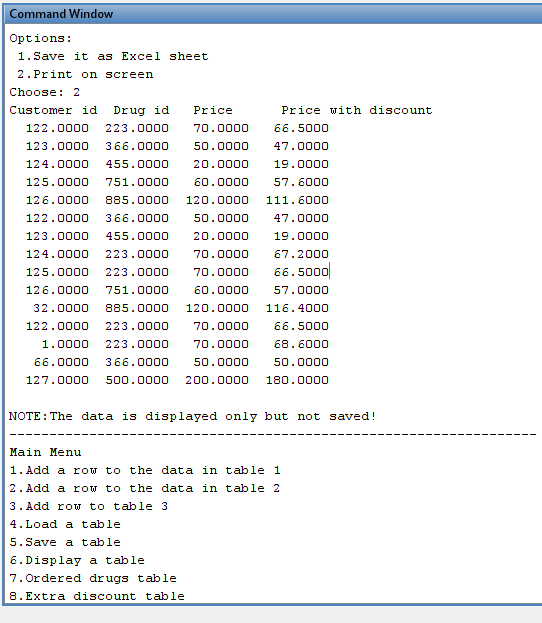 Command Window
Options:
1.Save it as Excel sheet
2.Print on screen
Choose: 2
Customer id Drug id Price Price with discount
122.0000 223.0000 70.0000 66.5000
123.0000 366.0000 50.0000 47.0000
124.0000 455.0000 20.0000 19.0000
125.0000 751.0000 60.0000 57.6000
126.0000 885.0000 120.0000 111.6000
122.0000 366.0000 50.0000 47.0000
123.0000 455.0000 20.0000 19.0000
124.0000 223.0000 70.0000 67.2000
125.0000 223.0000 70.0000 66.5000
126.0000 751.0000 60.0000 57.0000
32.0000 885.0000 120.0000 116.4000
122.0000 223.0000 70.0000 66.5000
1.0000 223.0000 70.0000 68.6000
66.0000 366.0000 50.0000 50.0000
127.0000 500.0000 200.0000 180.0000
NOTE:The data is displayed only but not saved!
------------------------------------------------------------------
Main Menu
1.Add a row to the data in table 1
2.Add a row to the data in table 2
3.Add row to table 3
4.Load a table
5.Save a table
6.Display a table
7.Ordered drugs table
8.Extra discount table